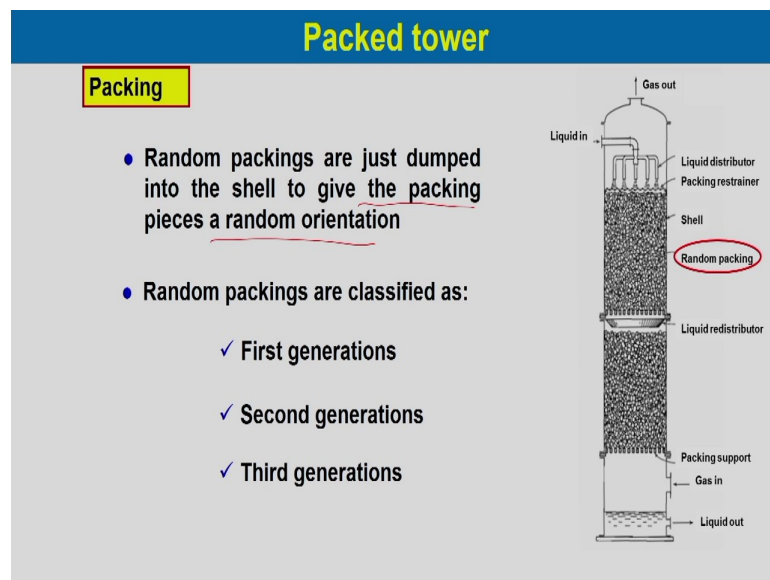 Packed tower
Packing
• Random packings are just dumped
into the shell to give the packing
pieces a random orientation
• Random packings are classified as:
✓ First generations
✓ Second generations
✓ Third generations
Gas out
Liquid in
Liquid distributor
Packing restrainer
Shell
Random packing
Liquid redistributor
Packing support
Gas in
Liquid out